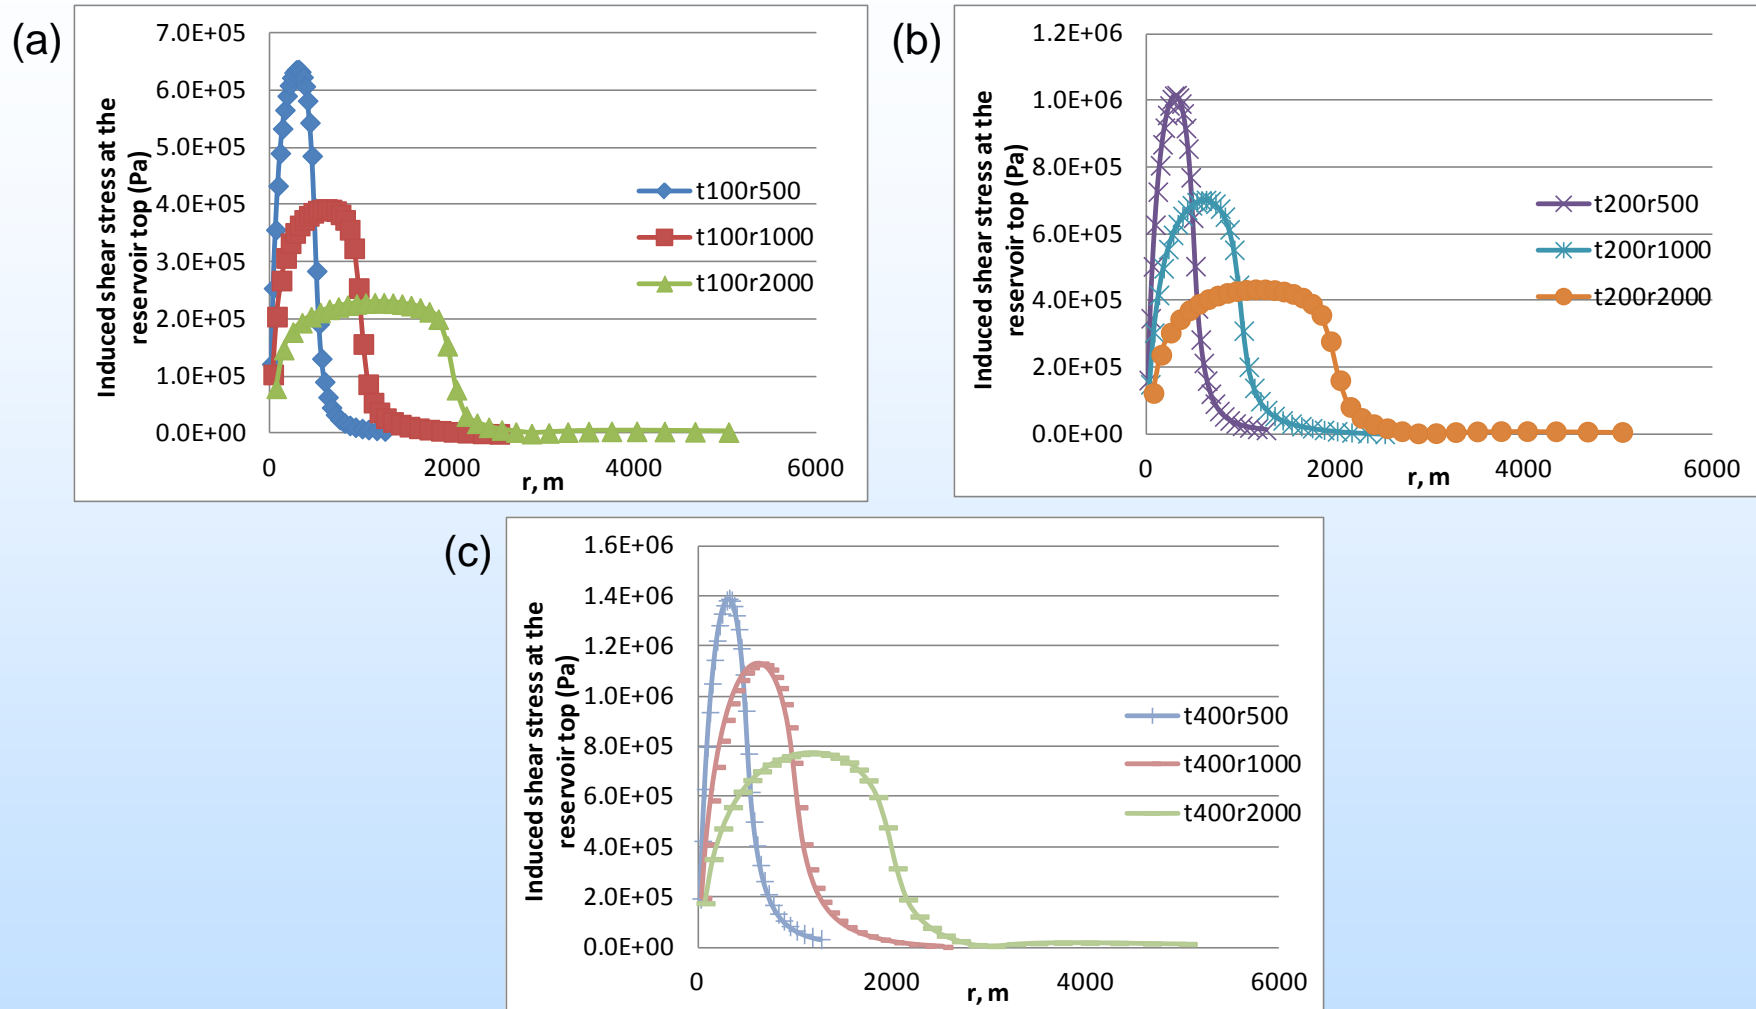 (a)
Induced shear stress at the
reservoir top (Pa)
7.0E+05
6.0E+05
5.0E+05
4.0E+05
3.0E+05
2.0E+05
1.0E+05
0.0E+00
0 2000 4000 6000
r, m
t100r500
t100r1000
t100r2000
(b)
Induced shear stress at the
reservoir top (Pa)
1.2E+06
1.0E+06
8.0E+05
6.0E+05
4.0E+05
2.0E+05
0.0E+00
0 2000 4000 6000
r, m
t200r500
t200r1000
t200r2000
(c)
Induced shear stress at the
reservoir top (Pa)
1.6E+06
1.4E+06
1.2E+06
1.0E+06
8.0E+05
6.0E+05
4.0E+05
2.0E+05
0.0E+00
0 2000 4000 6000
r, m
t400r500
t400r1000
t400r2000